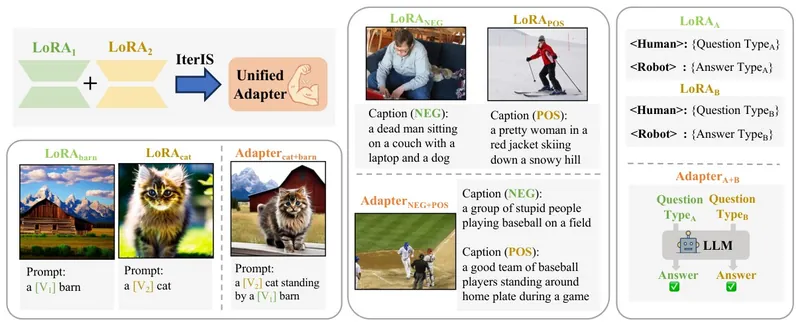 LoRA1
LoRA2
+
IterIS
Unified
Adapter
LoRAbarn
LoRAcat
Adaptercat+barn
Prompt:
a [V1] barn
Prompt:
a [V2] cat
Prompt:
a [V2] cat standing
by a [V1] barn
LoRANEG
LoRAPOS
Caption (NEG):
a dead man sitting
on a couch with a
laptop and a dog
Caption (POS):
a pretty woman in a
red jacket skiing
down a snowy hill
AdapterNEG+POS
Caption (NEG):
a group of stupid people
playing baseball on a field
Caption (POS):
a good team of baseball
players standing around
home plate during a game
LoRAA
<Human>: {Question TypeA}
<Robot> : {Answer TypeA}
LoRAB
<Human>: {Question TypeB}
<Robot> : {Answer TypeB}
AdapterA+B
Question
TypeA
Question
TypeB
LLM
Answer
Answer